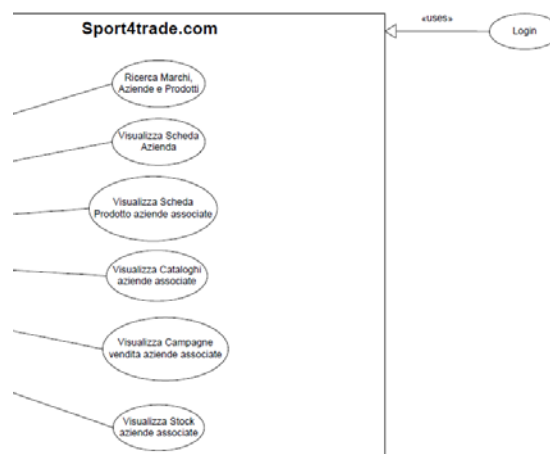 Sport4trade.com
«uses»
Login
Ricerca Marchi,
Aziende e Prodotti
Visualizza Scheda
Azienda
Visualizza Scheda
Prodotto aziende associate
Visualizza Cataloghi
aziende associate
Visualizza Campagne
vendita aziende associate
Visualizza Stock
aziende associate